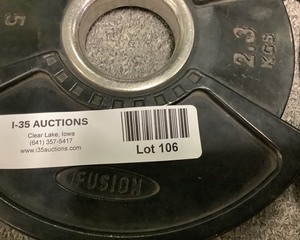 5
2.3
KGS
I-35 AUCTIONS
Clear Lake, Iowa
(641) 357-5417
www.i35auctions.com
Lot 106
FUSION